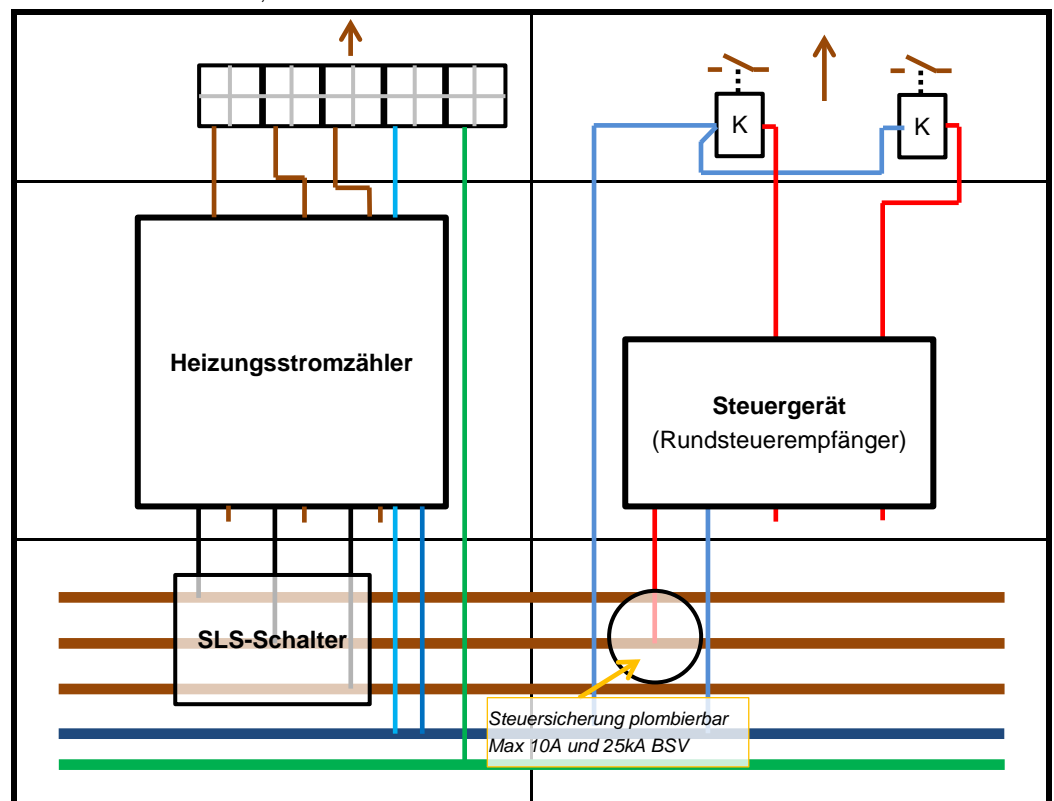 K
K
Heizungsstromzähler
Steuergerät
(Rundsteuerempfänger)
SLS-Schalter
Steuersicherung plombierbar
Max 10A und 25kA BSV